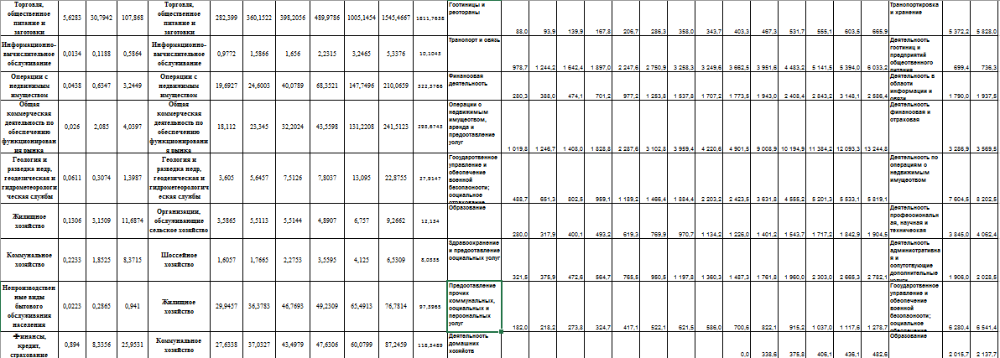 Торговля,
общественное
питание и
заготовки
5,6283 30,7942 107,868
Торговля,
общественное
питание и
заготовки
282,399 360,1522 398,2056 489,9786 1005,1454 1545,4667 1811,7638
Гостиницы и
рестораны
88,0 93,9 139,9 167,8 206,7 286,3 358,0 343,7 403,3 467,3 531,7 555,1 603,5 665,9
Транспортировка
и хранение
5 372,2 5 828,0
Информационно-
вычислительное
обслуживание
0,0134 0,1188 0,5864
Информационно-
вычислительное
обслуживание
0,9772 1,5866 1,656 2,2315 3,2465 5,3376 10,1043
Транспорт и связь
978,7 1 244,2 1 642,4 1 897,0 2 247,6 2 750,9 3 258,3 3 249,6 3 662,5 3 951,6 4 483,2 5 141,5 5 394,0 6 033,2
Деятельность
гостиниц и
предприятий
общественного
питания
699,4 736,3
Операции с
недвижимым
имуществом
0,0438 0,6347 3,2449
Операции с
недвижимым
имуществом
19,6927 24,6003 40,0789 68,3521 147,7496 210,0659 322,3766
Финансовая
деятельность
280,3 388,0 474,1 701,2 977,2 1 253,8 1 537,8 1 707,2 1 773,5 1 943,0 2 408,4 2 843,2 3 148,1 2 586,4
Деятельность в
области
информации и
связи
1 790,0 1 937,5
Общая
коммерческая
деятельность по
обеспечению
функционирован
ия рынка
0,026 2,085 4,0397
Общая
коммерческая
деятельность по
обеспечению
функционировани
я рынка
18,112 23,345 32,2024 43,5598 131,2208 241,5123 293,6743
Операции с
недвижимым
имуществом,
аренда и
предоставление
услуг
1 019,8 1 246,7 1 408,0 1 828,8 2 287,6 3 102,8 3 959,4 4 220,6 4 901,5 9 008,9 10 194,9 11 384,2 12 093,3 13 244,8
Деятельность
финансовая и
страховая
3 286,9 3 569,5
Геология и
разведка недр,
геодезическая и
гидрометеорологи
ческая службы
0,0611 0,3074 1,3987
Геология и
разведка недр,
геодезическая и
гидрометеорологич
еская службы
3,605 5,6457 7,5126 7,8037 13,095 22,8755 27,9147
Государственное
управление и
обеспечение
военной
безопасности;
социальное
страхование
488,7 651,3 802,5 959,1 1 189,2 1 466,4 1 884,4 2 203,2 2 423,5 3 631,8 4 555,2 5 201,3 5 533,1 5 819,1
Деятельность по
операциям с
недвижимым
имуществом
7 604,5 8 202,5
Жилищное
хозяйство
0,1306 3,1509 11,6874
Организации,
обслуживающие
сельское хозяйство
3,5865 5,5113 5,5144 4,8907 6,757 9,2662 12,134
Образование
280,0 317,9 400,1 493,2 619,3 769,9 970,7 1 134,2 1 226,0 1 401,2 1 543,7 1 717,2 1 842,9 1 904,5
Деятельность
профессиональн
ая, научная и
техническая
3 845,0 4 062,4
Коммунальное
хозяйство
0,2233 1,8525 8,3715
Шоссейное
хозяйство
1,6057 1,7665 2,2753 3,5595 4,125 6,5309 8,0335
Здравоохранение
и предоставление
социальных услуг
321,5 375,9 472,6 564,7 765,5 950,5 1 197,8 1 360,3 1 487,3 1 761,8 1 960,0 2 303,0 2 665,3 2 782,1
Деятельность
административна
я и
сопутствующие
дополнительные
услуги
1 906,0 2 028,5
Непроизводствен
ные виды
бытового
обслуживания
населения
0,0223 0,2865 0,941
Жилищное
хозяйство
29,9457 36,3783 46,7693 49,2309 65,4913 76,7814 97,3965
Предоставление
прочих
коммунальных,
социальных и
персональных
услуг
182,0 218,2 273,8 324,7 417,1 522,1 621,5 586,0 700,6 822,1 915,2 1 037,0 1 117,6 1 278,7
Государственное
управление и
обеспечение
военной
безопасности;
социальное
обеспечение
6 280,4 6 541,4
Финансы,
кредит,
страхование
0,894 8,3356 25,9531
Коммунальное
хозяйство
27,6338 37,0327 43,4979 47,6306 60,0799 87,2459 118,3489
Деятельность
домашних
хозяйств
0,0 338,6 375,8 406,1 436,1 482,6
Образование
2 015,7 2 137,7